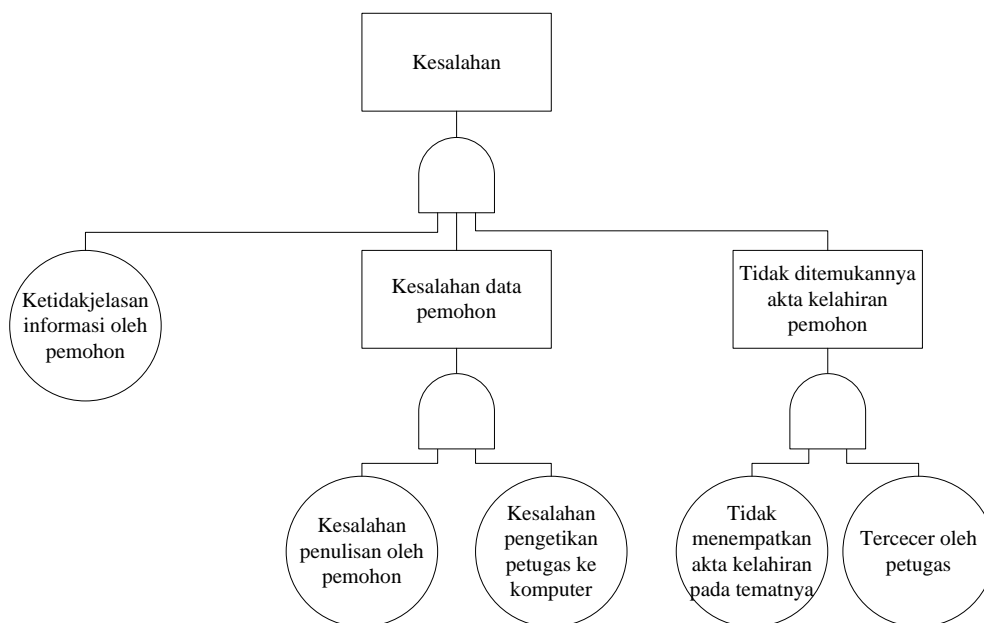 Kesalahan
Ketidakjelasan
informasi oleh
pemohon
Kesalahan data
pemohon
Tidak ditemukannya
akta kelahiran
pemohon
Kesalahan
penulisan oleh
pemohon
Kesalahan
pengetikan
petugas ke
komputer
Tidak
menempatkan
akta kelahiran
pada tematnya
Tercecer oleh
petugas